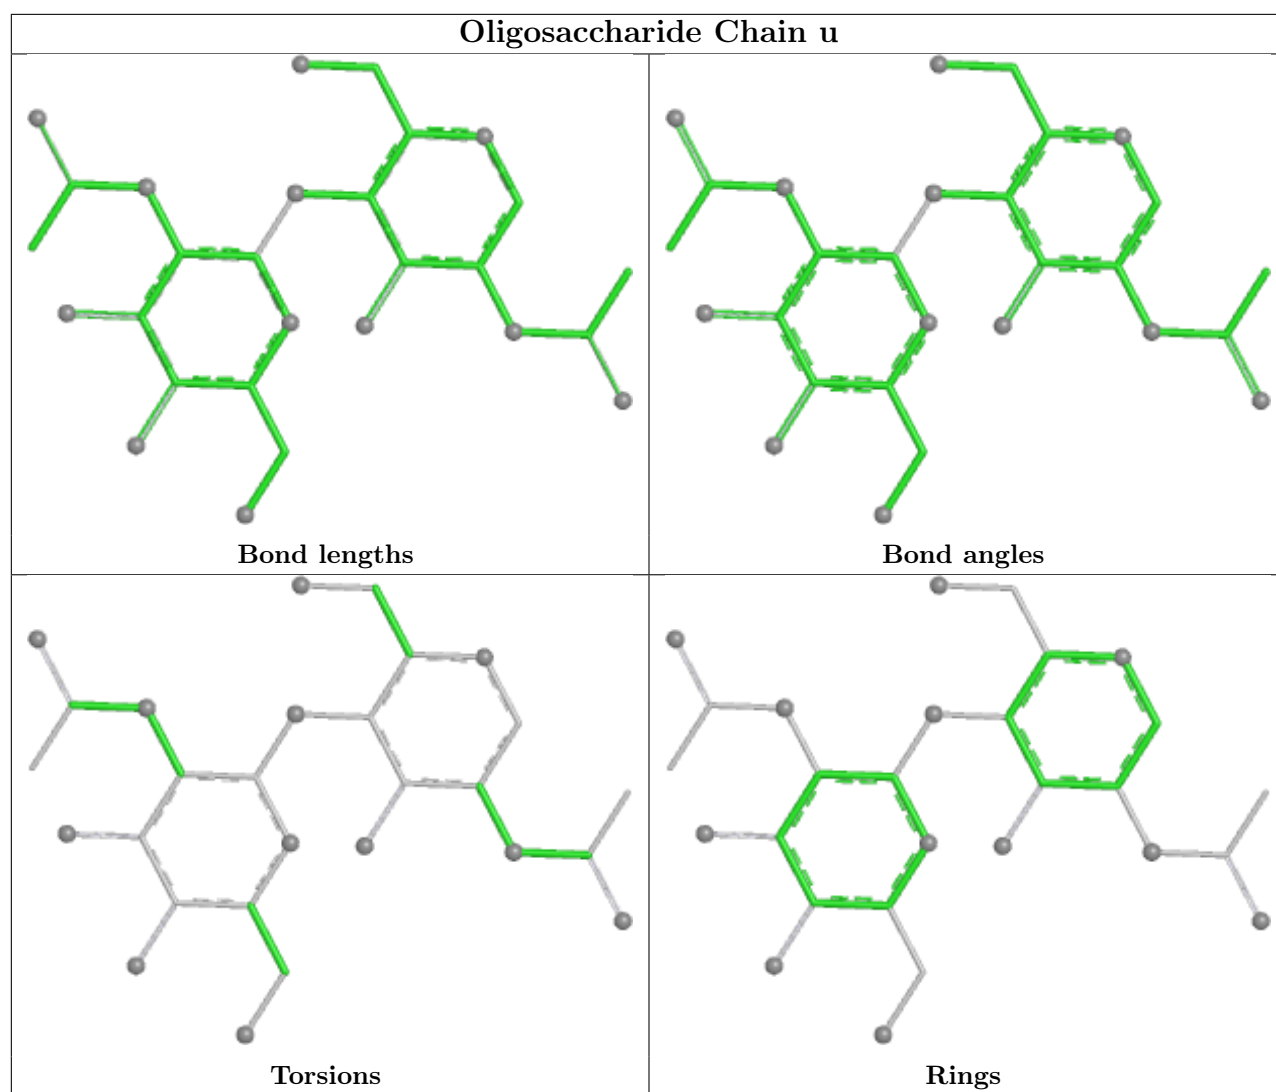 Oligosaccharide Chain u
Bond lengths
Bond angles
Torsions
Rings